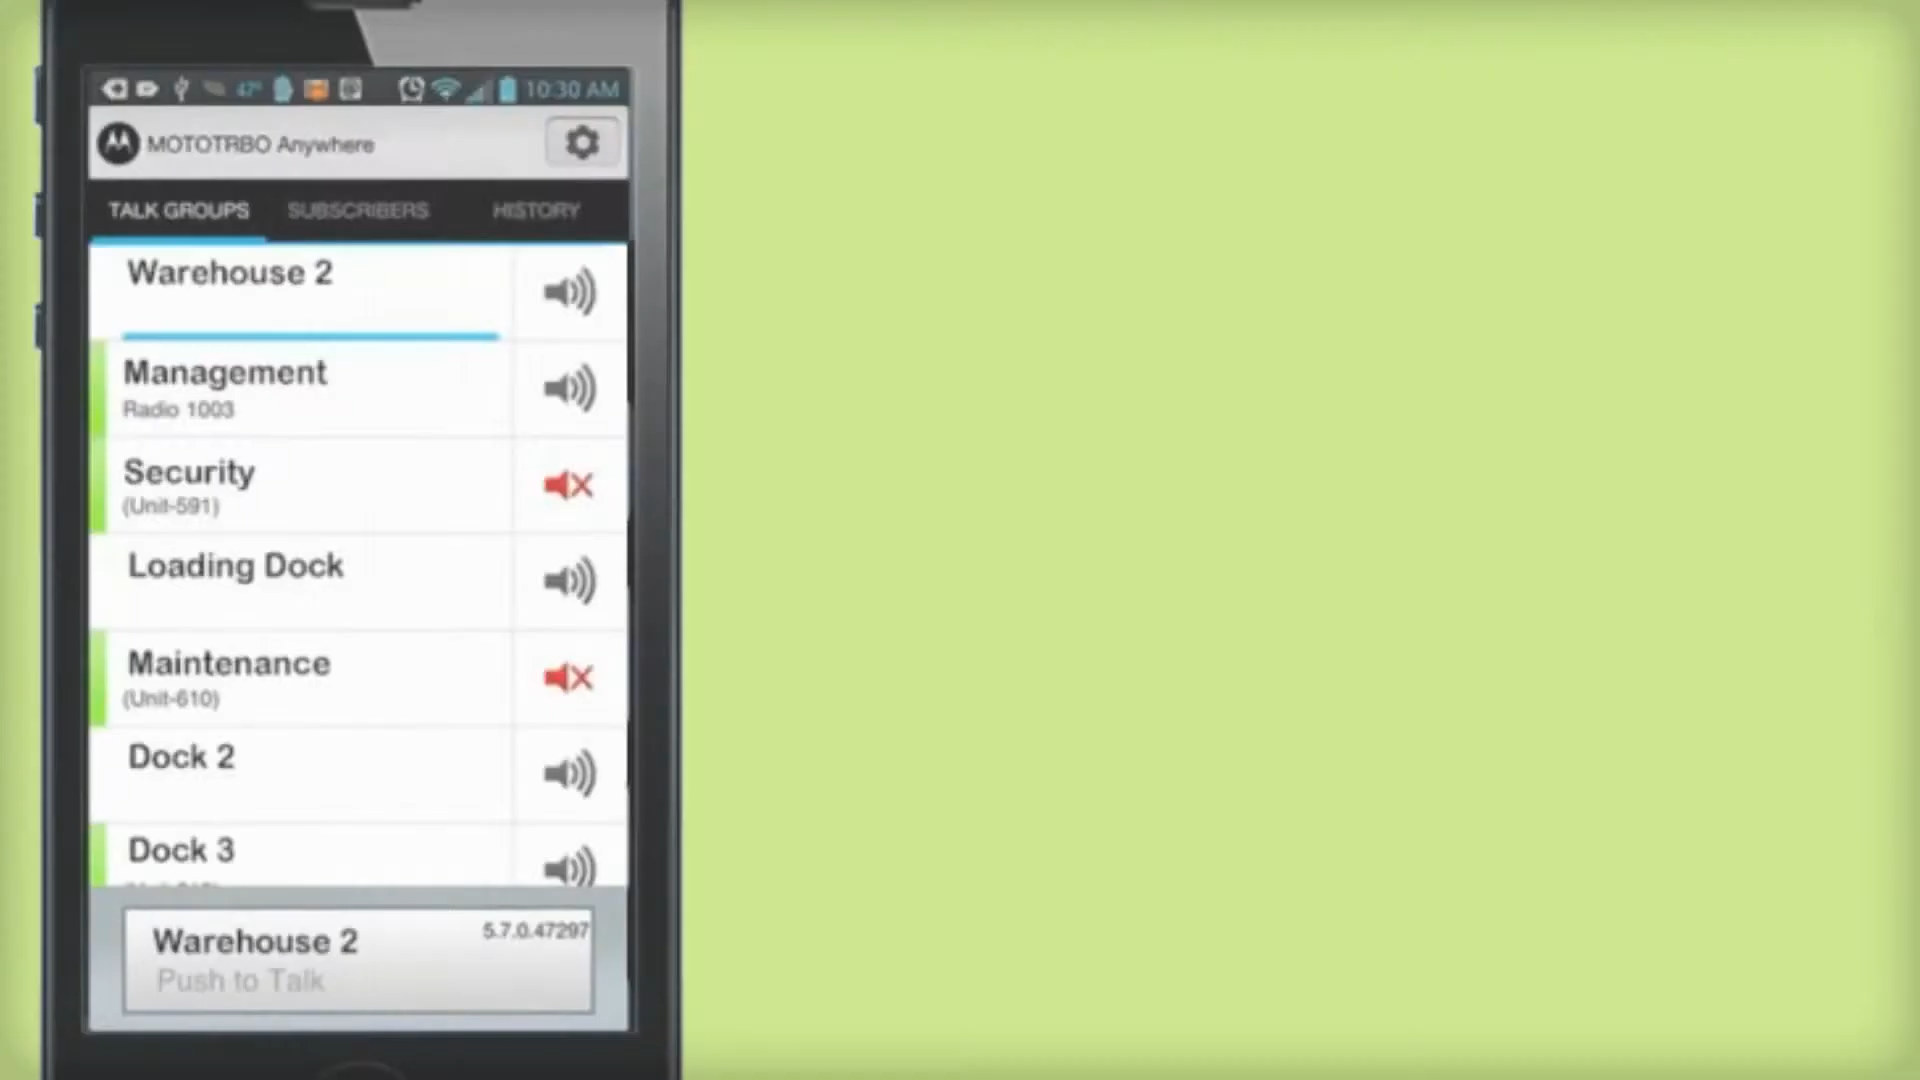 47°
10:30 AM
MOTOTRBO Anywhere
TALK GROUPS SUBSCRIBERS HISTORY
Warehouse 2
Management
Radio 1003
Security
(Unit-591)
Loading Dock
Maintenance
(Unit-610)
Dock 2
Dock 3
Warehouse 2
5.7.0.47297
Push to Talk